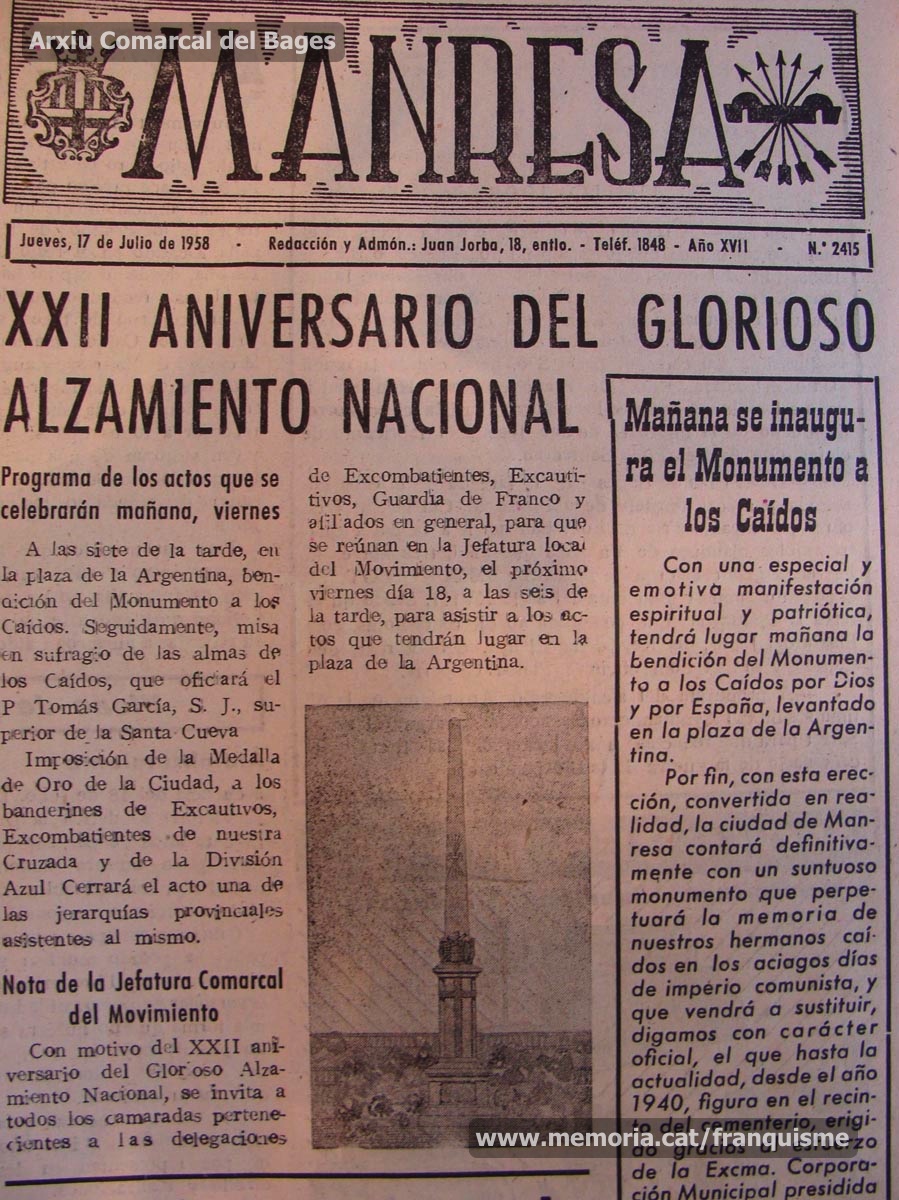 Arxiu Comarcal del Bages
MANRESA
Jueves, 17 de Julio de 1958 - Redacción y Admón.: Juan Jorba, 18, entlo. - Teléf. 1848 - Año XVII - N.° 2415
XXII ANIVERSARIO DEL GLORIOSO
ALZAMIENTO NACIONAL
Programa de los actos que se
celebrarán mañana, viernes
A las siete de la tarde, en
la plaza de la Argentina, ben-
dición del Monumento a los
Caídos. Seguidamente, misa
en sufragio de las almas de
los Caídos, que oficiará el
P Tomás García, S. J., su-
perior de la Santa Cueva
Imposición de la Medalla
de Oro de la Ciudad, a los
banderines de Excautivos,
Excombatientes de nuestra
Cruzada y de la División
Azul Cerrará el acto una de
las jerarquías provinciales
asistentes al mismo.
Nota de la Jefatura Comarcal
del Movimiento
Con motivo del XXII ani-
versario del Glorioso Alza-
miento Nacional, se invita a
todos los camaradas pertene-
cientes a las delegaciones
de Excombatientes, Excauti-
tivos, Guardia de Franco y
afiliados en general, para que
se reúnan en la Jefatura local
del Movimiento, el próximo
viernes día 18, a las seis de
la tarde, para asistir a los ac-
tos que tendrán lugar en la
plaza de la Argentina.
Mañana se inaugu-
ra el Monumento a
los Caídos
Con una especial y
emotiva manifestación
espiritual y patriótica,
tendrá lugar mañana la
bendición del Monumen-
to a los Caídos por Dios
y por España, levantado
en la plaza de la Argen-
tina.
Por fin, con esta erec-
ción, convertida en rea-
lidad, la ciudad de Man-
resa contará definitiva-
mente con un suntuoso
monumento que perpe-
tuará la memoria de
nuestros hermanos caí-
dos en los aciagos días
de imperio comunista, y
que vendrá a sustituir,
digamos con carácter
oficial, el que hasta la
actualidad, desde el año
1940, figura en el recin-
to del cementerio, erigi-
do gracias al esfuerzo
de la Excma. Corpora-
ción Municipal presidida
www.memoria.cat/franquisme